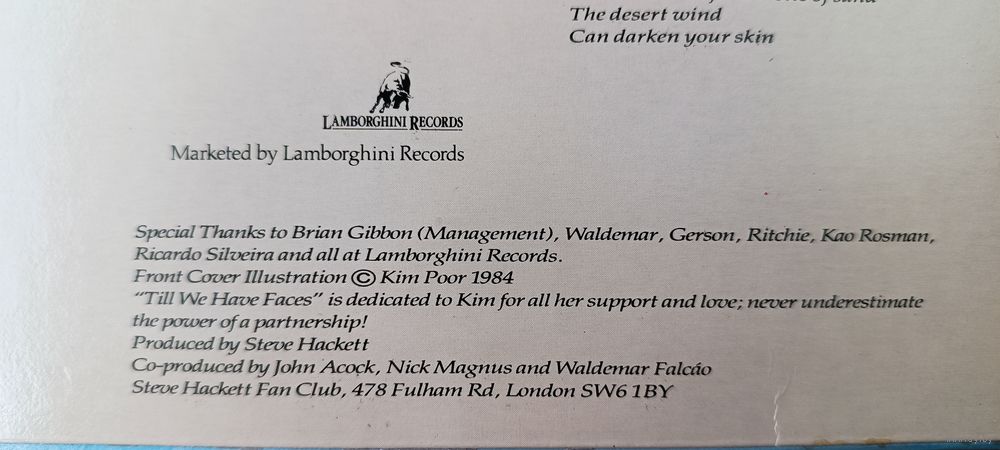 of sand
The desert wind
Can darken your skin
LAMBORGHINI RECORDS
Marketed by Lamborghini Records
Special Thanks to Brian Gibbon (Management), Waldemar, Gerson, Ritchie, Kao Rosman,
Ricardo Silveira and all at Lamborghini Records.
Front Cover Illustration © Kim Poor 1984
“Till We Have Faces” is dedicated to Kim for all her support and love; never underestimate
the power of a partnership!
Produced by Steve Hackett
Co-produced by John Acock, Nick Magnus and Waldemar Falcáo
Steve Hackett Fan Club, 478 Fulham Rd, London SW6 1BY